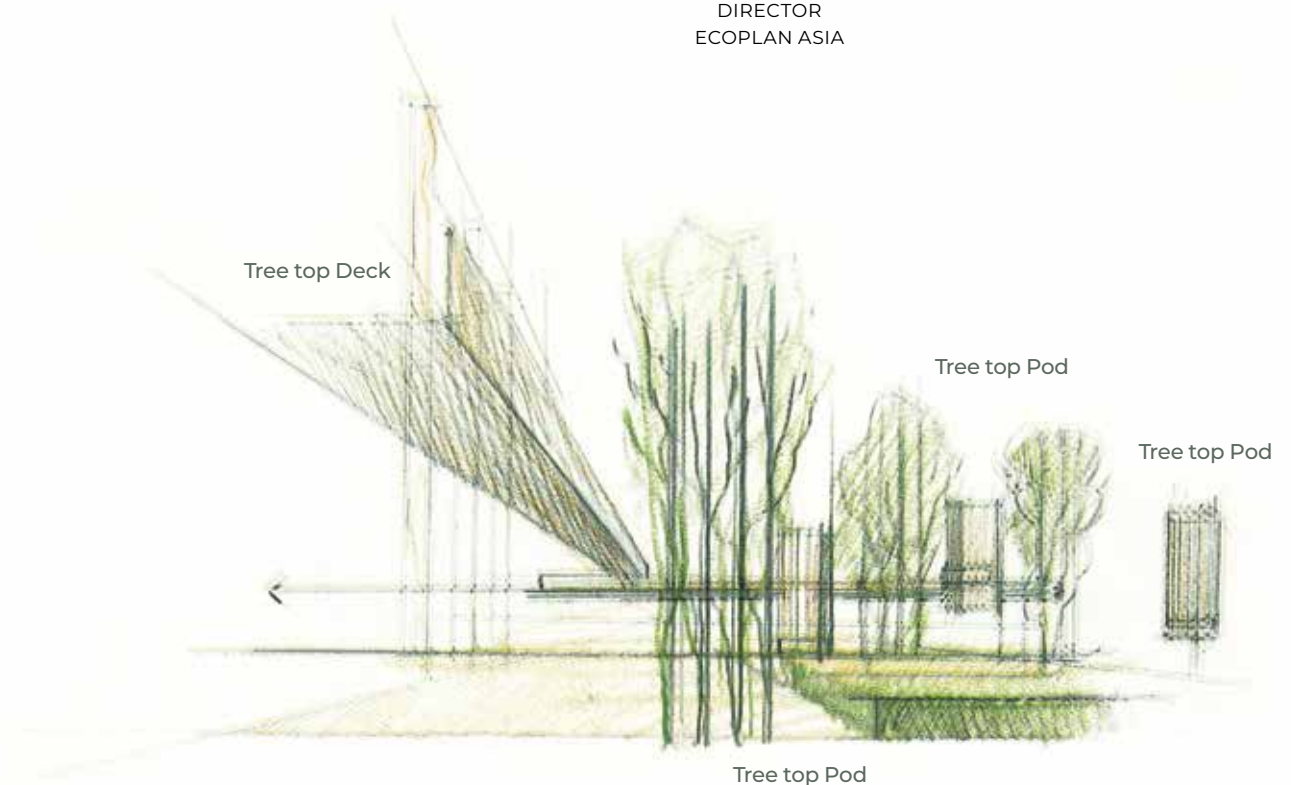 DIRECTOR
ECOPLAN ASIA
Tree top Deck
Tree top Pod
Tree top Pod
Tree top Pod